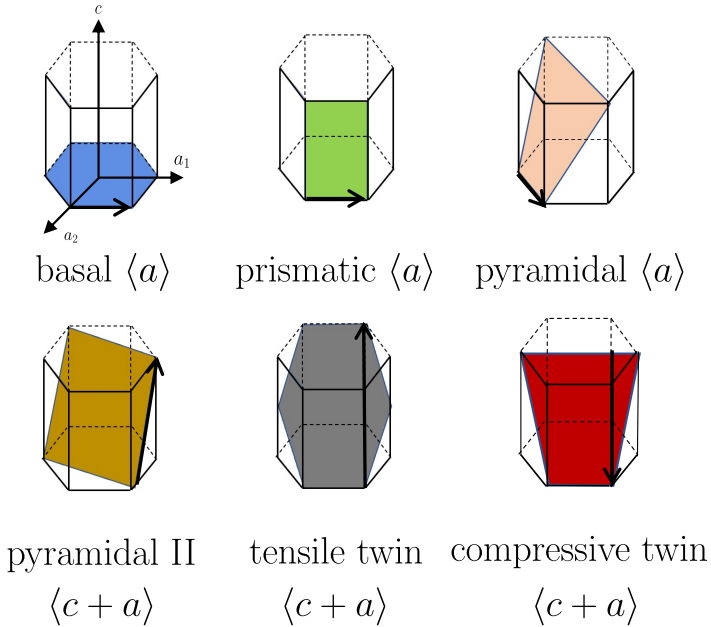 c
a₁
a₂
basal ⟨a⟩
prismatic ⟨a⟩
pyramidal ⟨a⟩
pyramidal II
⟨c + a⟩
tensile twin
⟨c + a⟩
compressive twin
⟨c + a⟩